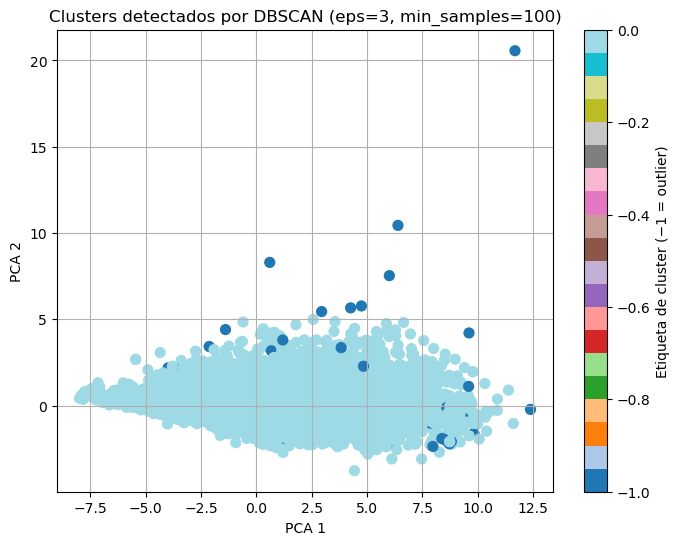 Clusters detectados por DBSCAN (eps=3, min_samples=100)
20
15
10
5
0
PCA 2
−7.5 −5.0 −2.5 0.0 2.5 5.0 7.5 10.0 12.5
PCA 1
0.0
−0.2
−0.4
−0.6
−0.8
−1.0
Etiqueta de cluster (−1 = outlier)